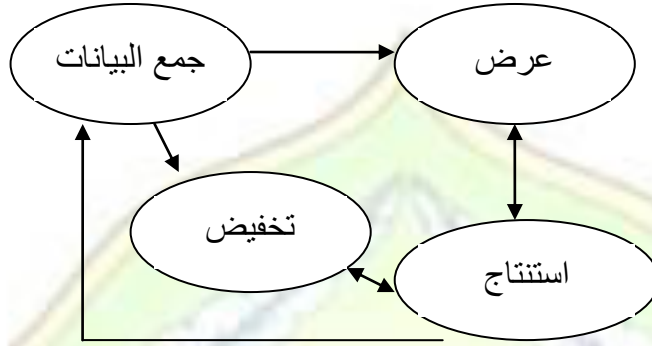 جمع البيانات
عرض
تخفيض
استنتاج